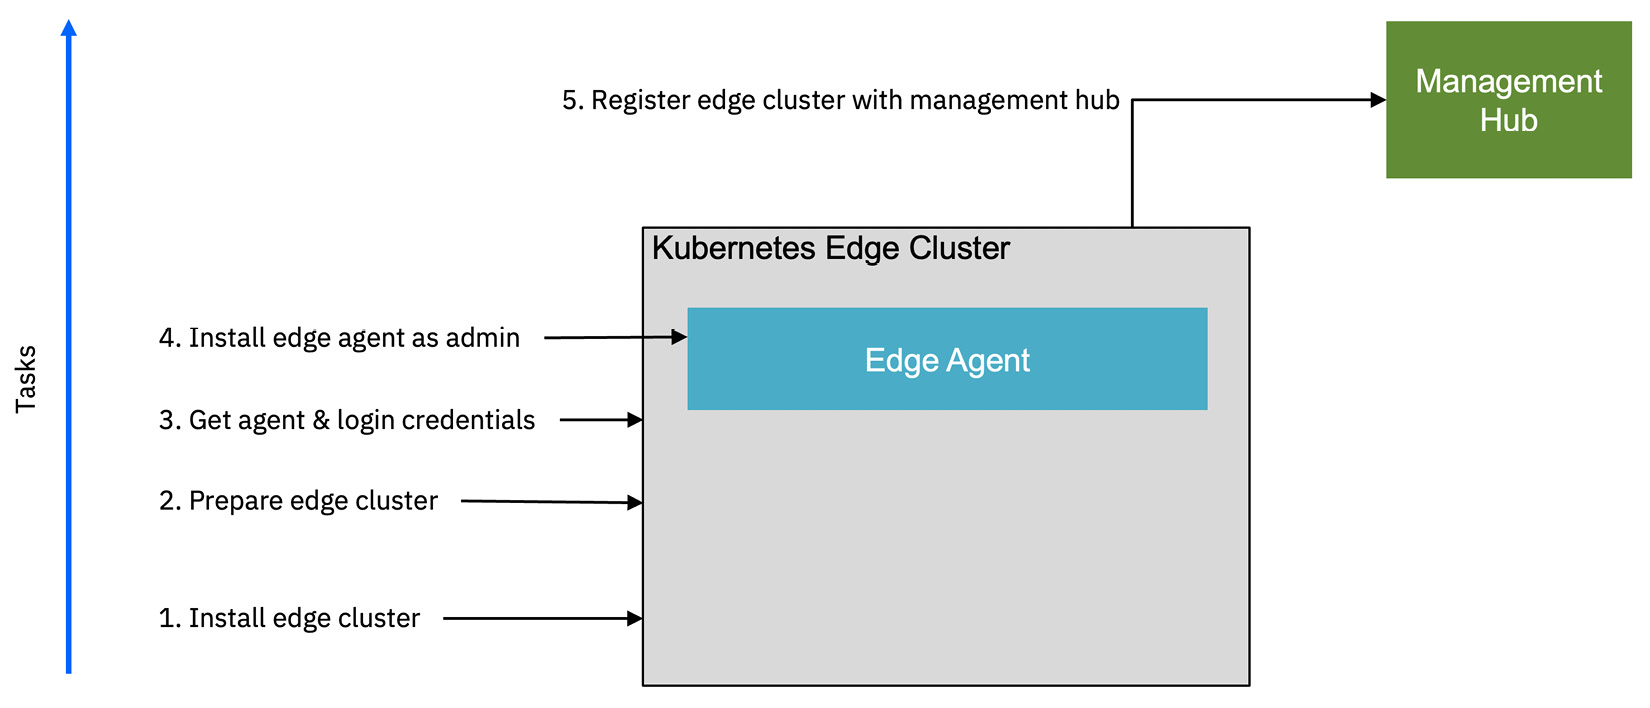 Management
Hub
5. Register edge cluster with management hub
Kubernetes Edge Cluster
4. Install edge agent as admin
Edge Agent
3. Get agent & login credentials
2. Prepare edge cluster
1. Install edge cluster
Tasks